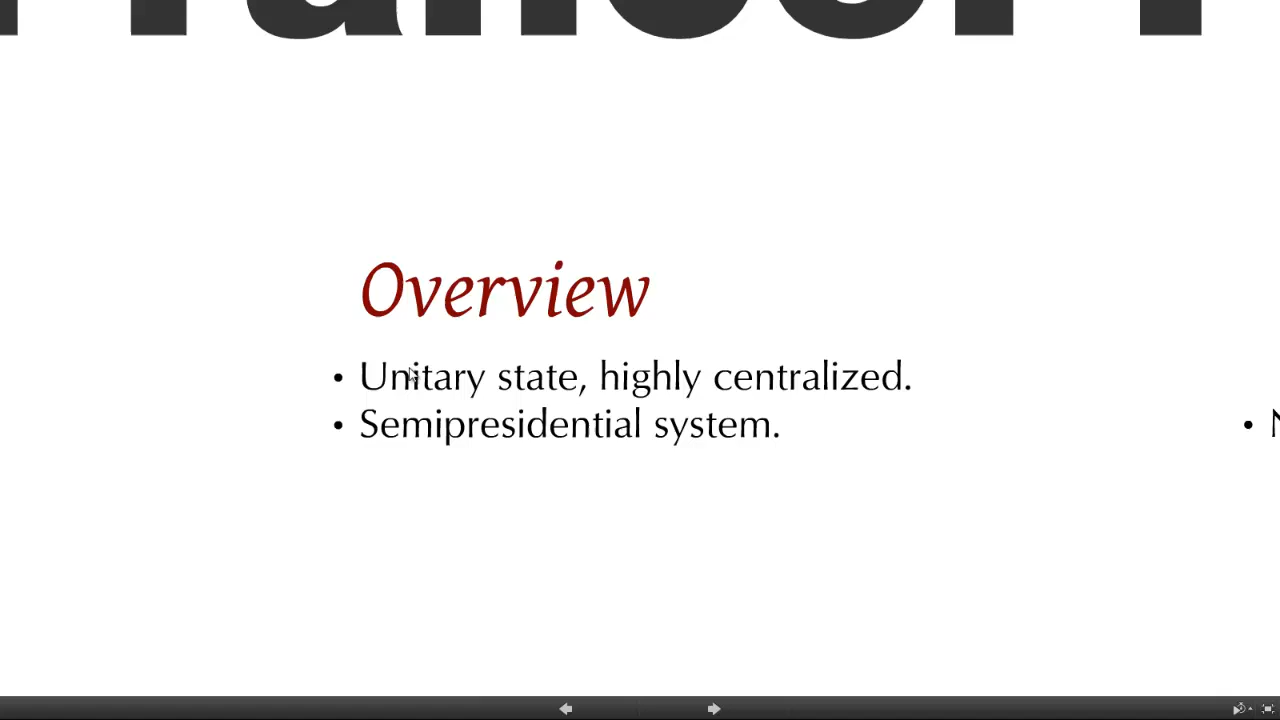 Overview
• Unitary state, highly centralized.
• Semipresidential system.